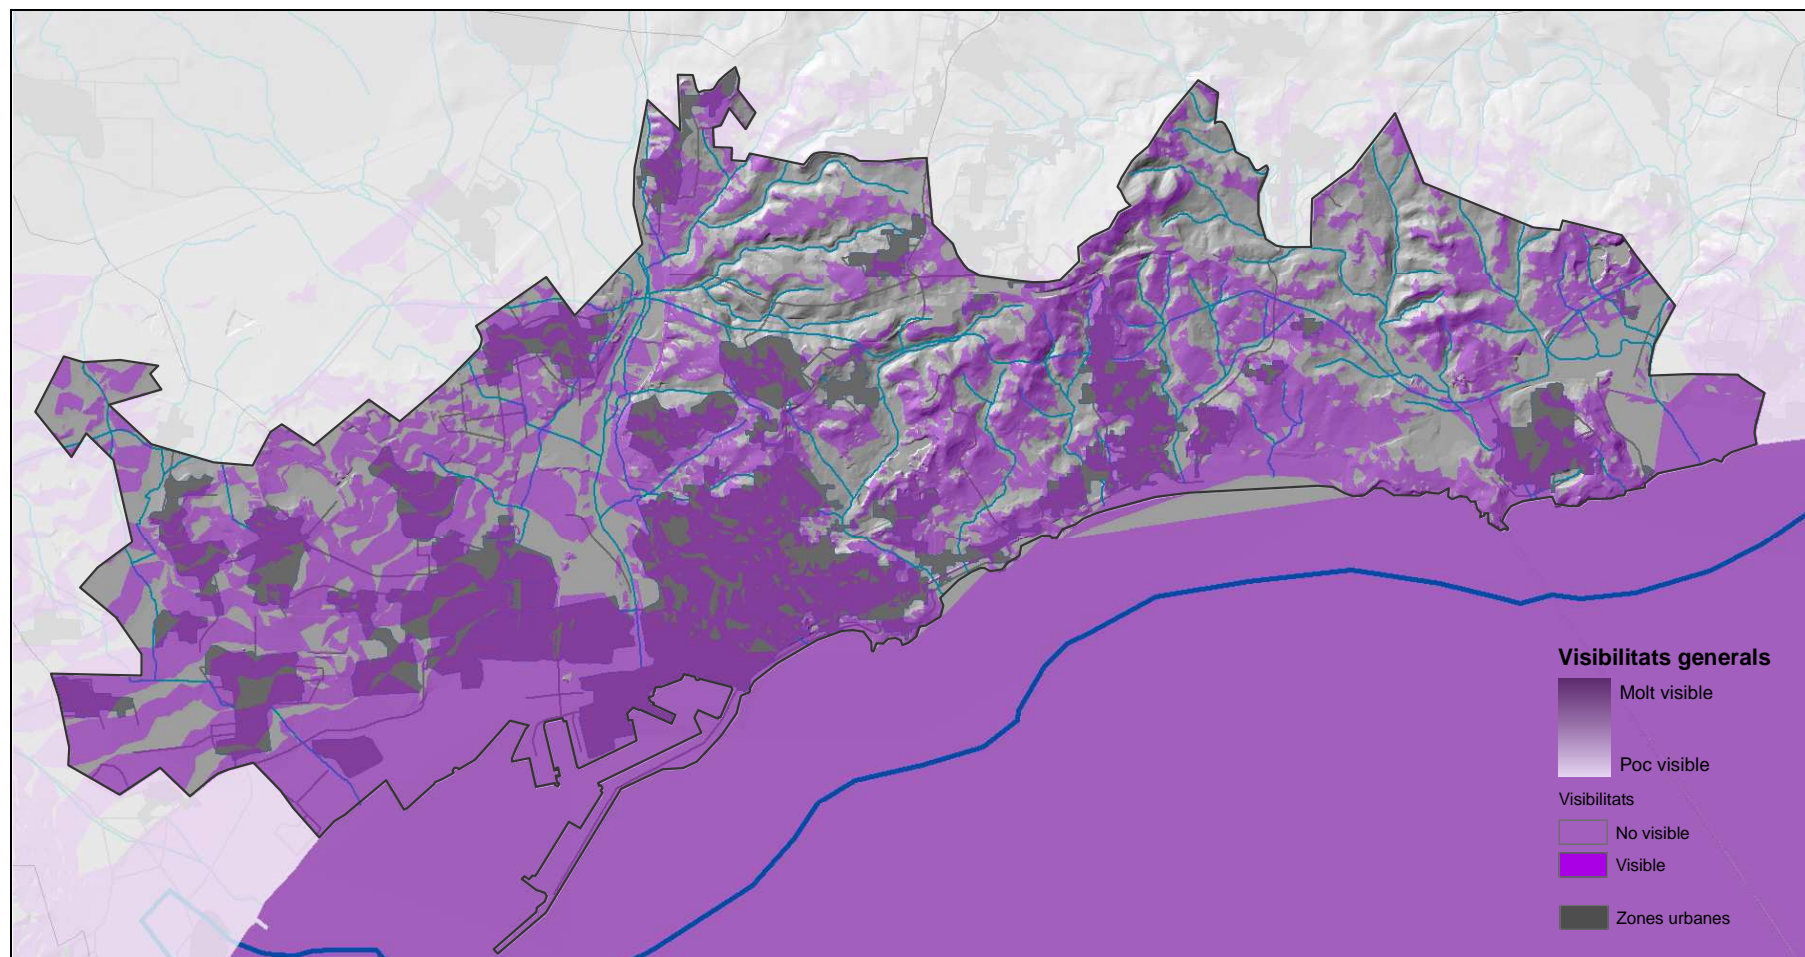 Visibilitats generals
Molt visible
Poc visible
Visibilitats
No visible
Visible
Zones urbanes